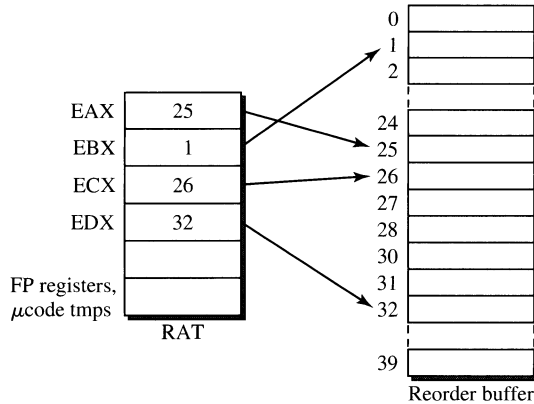 EAX 25
EBX 1
ECX 26
EDX 32
FP registers,
μcode tmps
RAT
0
1
2
24
25
26
27
28
30
31
32
39
Reorder buffer